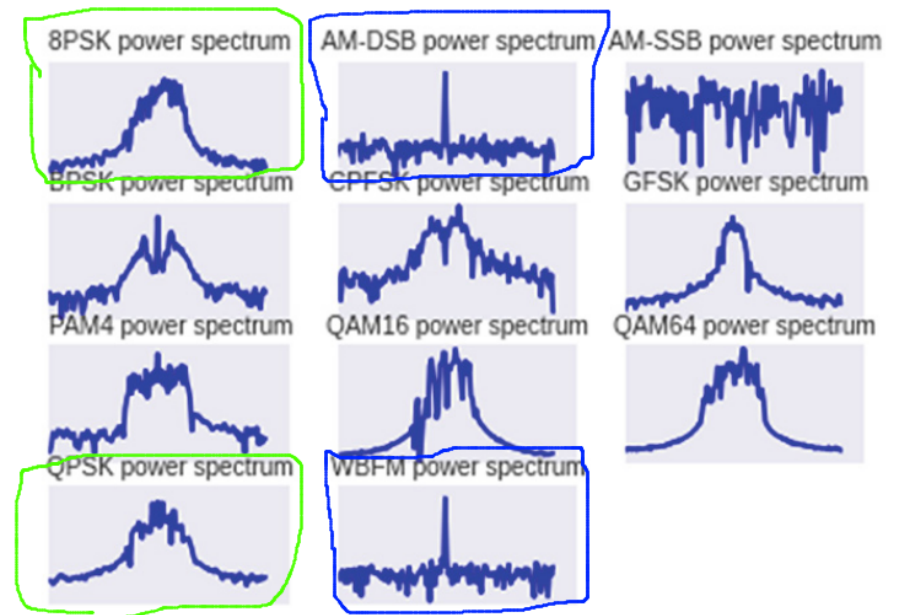 8PSK power spectrum AM-DSB power spectrum AM-SSB power spectrum
BPSK power spectrum CPFSK power spectrum GFSK power spectrum
PAM4 power spectrum QAM16 power spectrum QAM64 power spectrum
QPSK power spectrum WBFM power spectrum